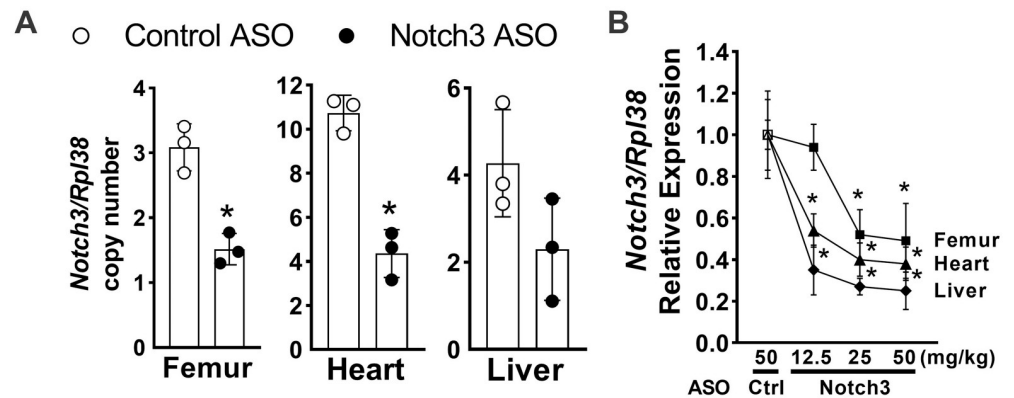 A
Control ASO
Notch3 ASO
Notch3/Rpl38
copy number
4
3
2
1
0
Femur
*
12
10
8
6
4
2
0
Heart
*
6
4
2
0
Liver
B
Notch3/Rpl38
Relative Expression
1.4
1.2
1.0
0.8
0.6
0.4
0.2
0.0
* * *
* *
* *
*
Femur
Heart
Liver
50 12.5 25 50 (mg/kg)
ASO Ctrl Notch3